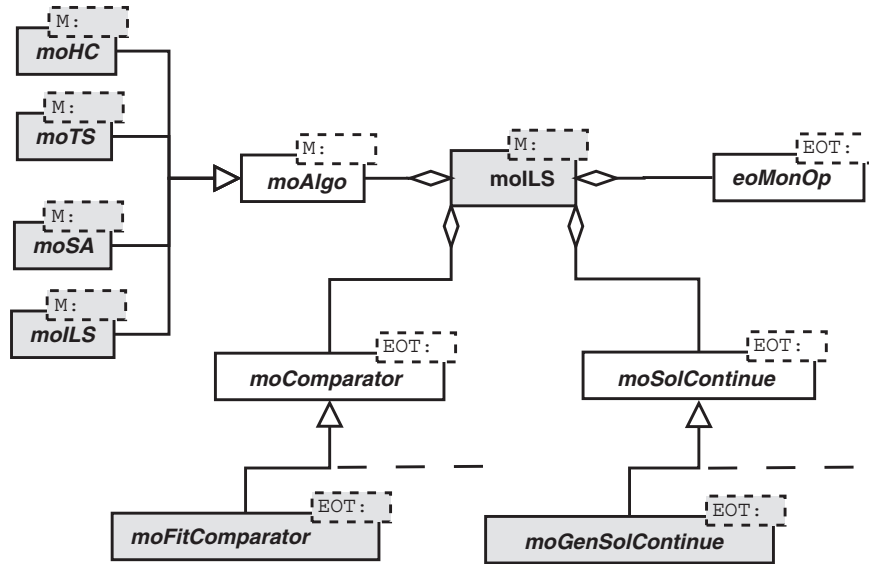 M:
moHC
M:
moTS
M:
moAlgo
M:
moILS
EOT:
eoMonOp
M:
moSA
M:
moILS
EOT:
moComparator
EOT:
moSolContinue
EOT:
moFitComparator
EOT:
moGenSolContinue